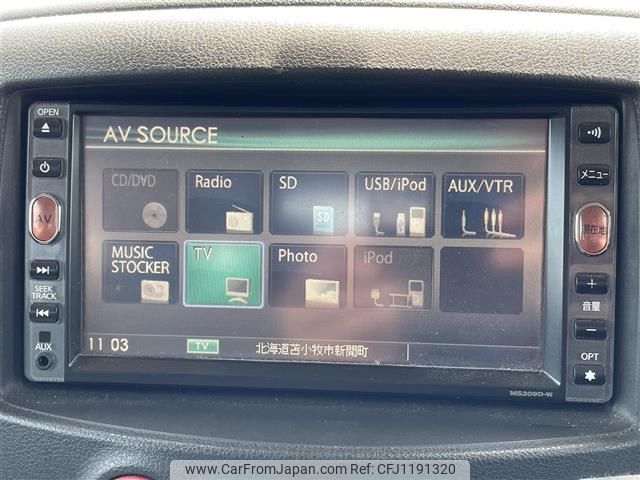 OPEN
AV
SEEK
TRACK
AUX
AV SOURCE
CD/DVD
Radio
SD
SD
USB/iPod
AUX/VTR
MUSIC
STOCKER
TV
Photo
iPod
11 03
TV
北海道苫小牧市新開町
メニュー
現在地
音量
OPT
MS309D-W
www.CarFromJapan.com - CFJ1191320